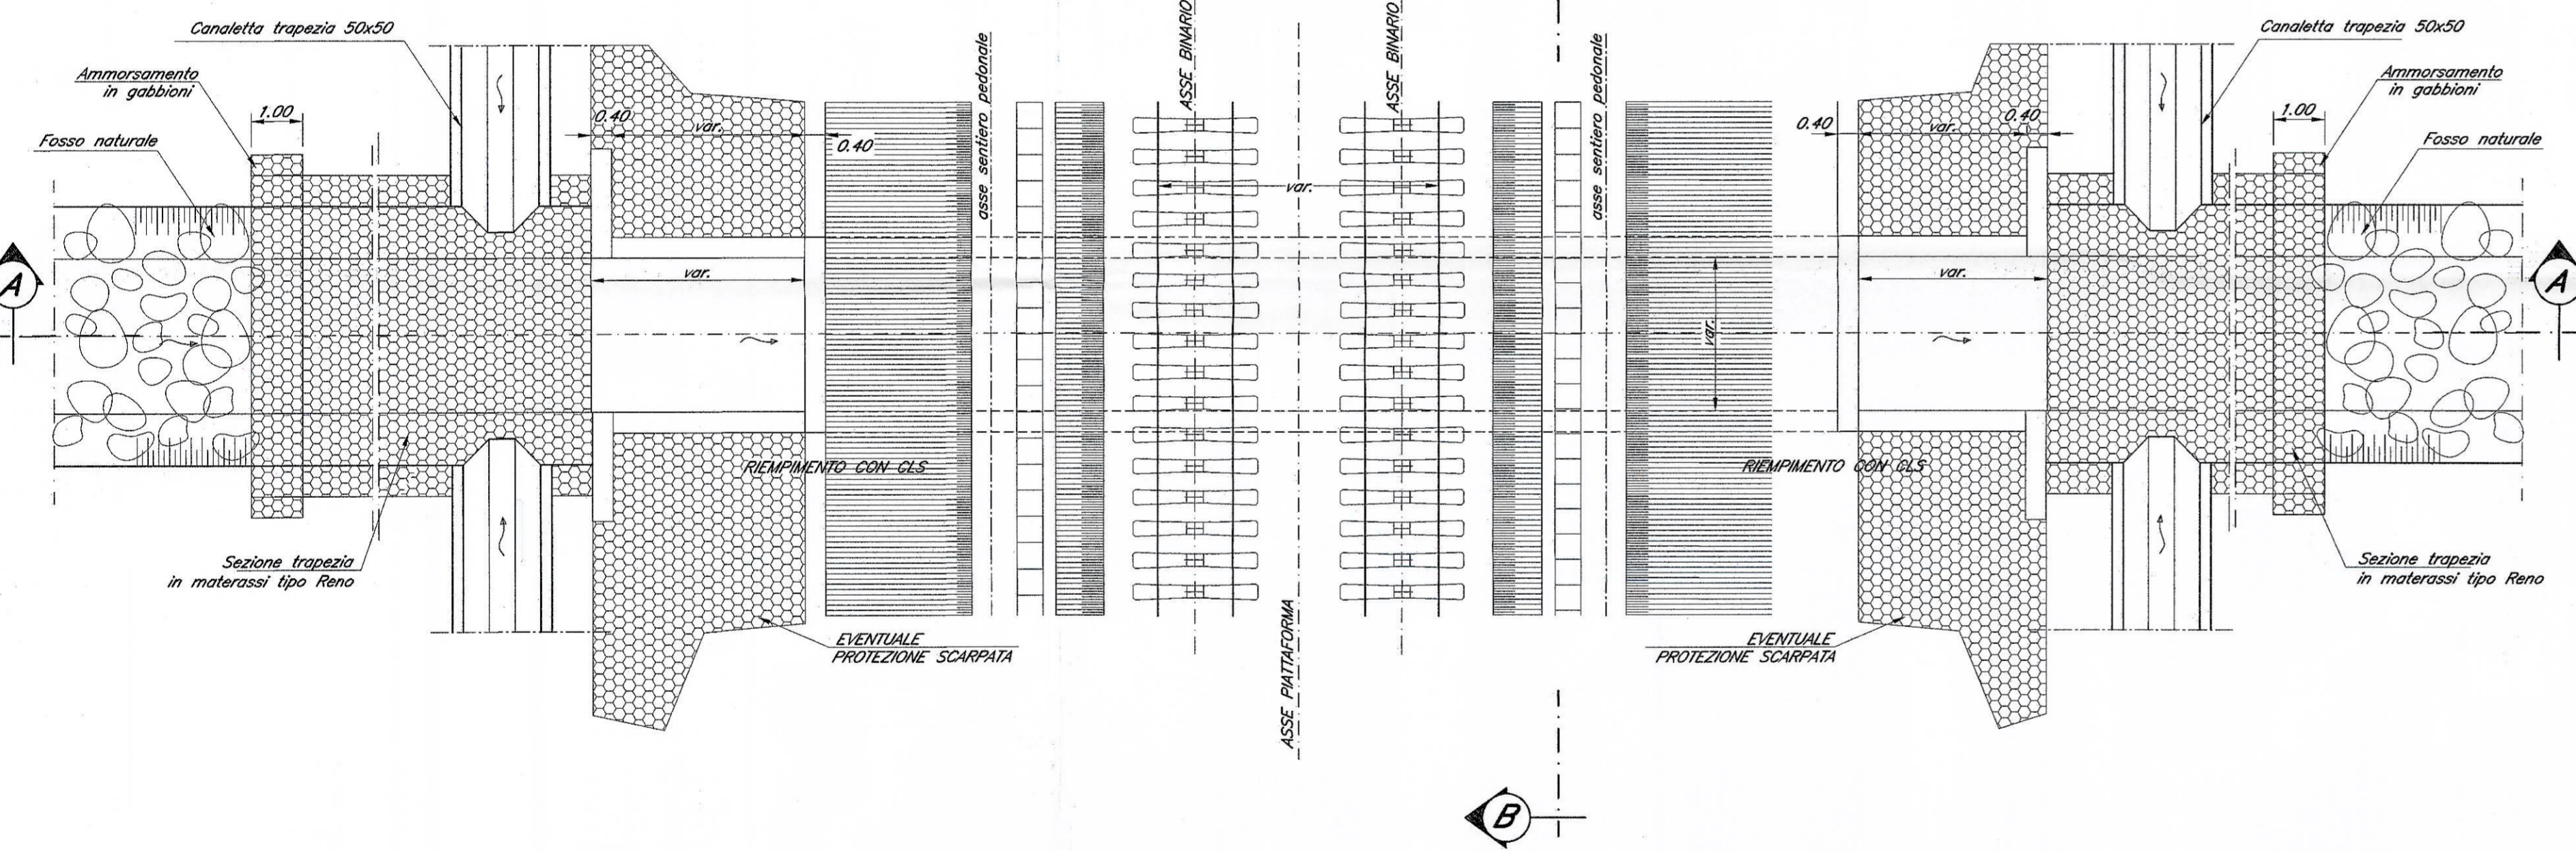 Canaletta trapezia 50x50
Ammorsamento
in gabbioni
1.00
Fosso naturale
0.40
var.
0.40
var.
asse sentiero pedonale
ASSE BINARIO
ASSE BINARIO
var.
asse sentiero pedonale
var.
0.40
var.
0.40
var.
Canaletta trapezia 50x50
Ammorsamento
in gabbioni
1.00
Fosso naturale
A
A
RIEMPIMENTO CON CLS
RIEMPIMENTO CON CLS
Sezione trapezia
in materassi tipo Reno
EVENTUALE
PROTEZIONE SCARPATA
ASSE PIATTAFORMA
EVENTUALE
PROTEZIONE SCARPATA
Sezione trapezia
in materassi tipo Reno
B